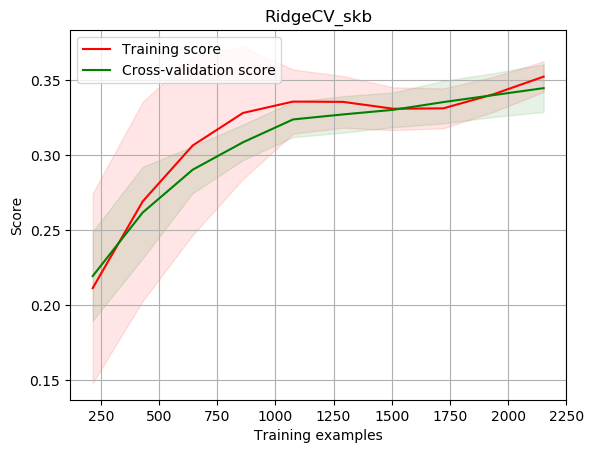 RidgeCV_skb
Training score
Cross-validation score
Score
0.35
0.30
0.25
0.20
0.15
250 500 750 1000 1250 1500 1750 2000 2250
Training examples